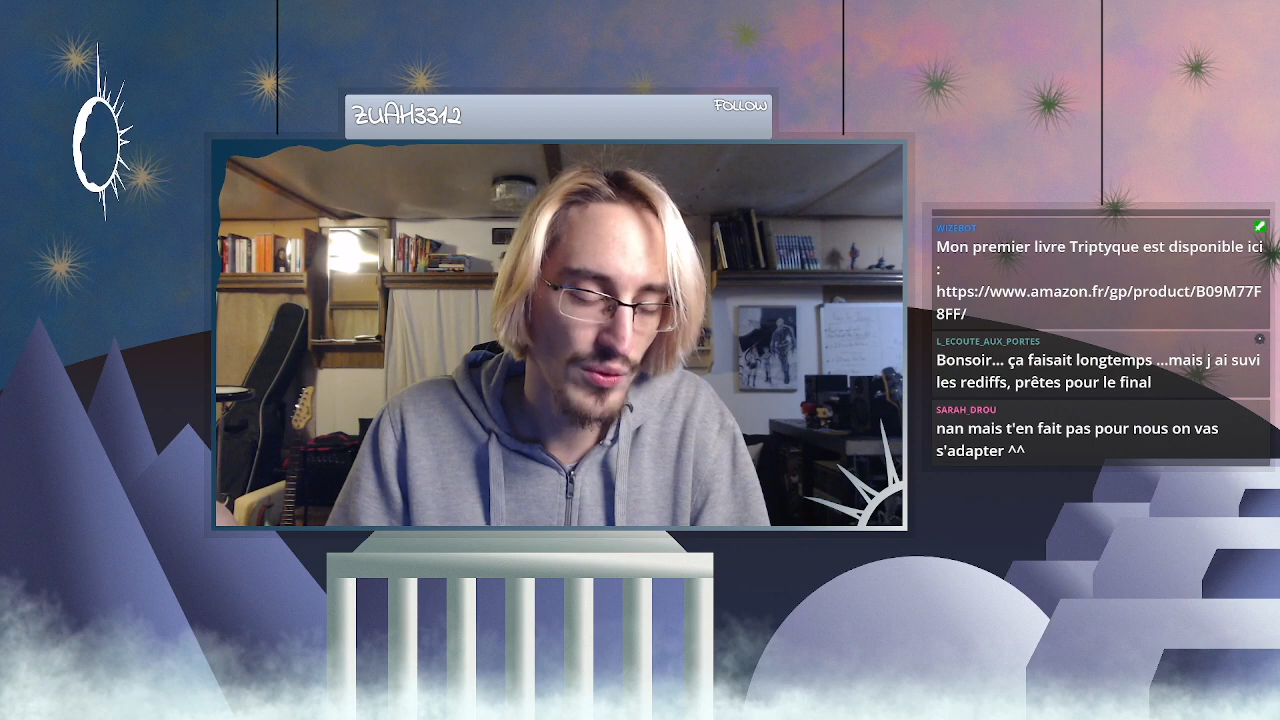 ZUAH3312
FOLLOW
WIZEBOT
Mon premier livre Triptyque est disponible ici
:
https://www.amazon.fr/gp/product/B09M77F
8FF/
L_ECOUTE_AUX_PORTES
Bonsoir... ça faisait longtemps ...mais j ai suvi
les rediffs, prêtes pour le final
SARAH_DROU
nan mais t'en fait pas pour nous on vas
s'adapter ^^